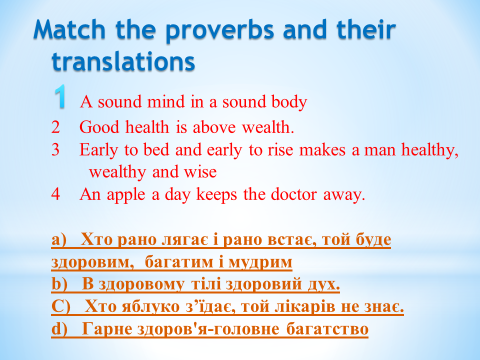 Match the proverbs and their
translations
1 A sound mind in a sound body
2 Good health is above wealth.
3 Early to bed and early to rise makes a man healthy,
wealthy and wise
4 An apple a day keeps the doctor away.
a) Хто рано лягає і рано встає, той буде
здоровим, багатим і мудрим
b) В здоровому тілі здоровий дух.
C) Хто яблуко з’їдає, той лікарів не знає.
d) Гарне здоров'я-головне багатство